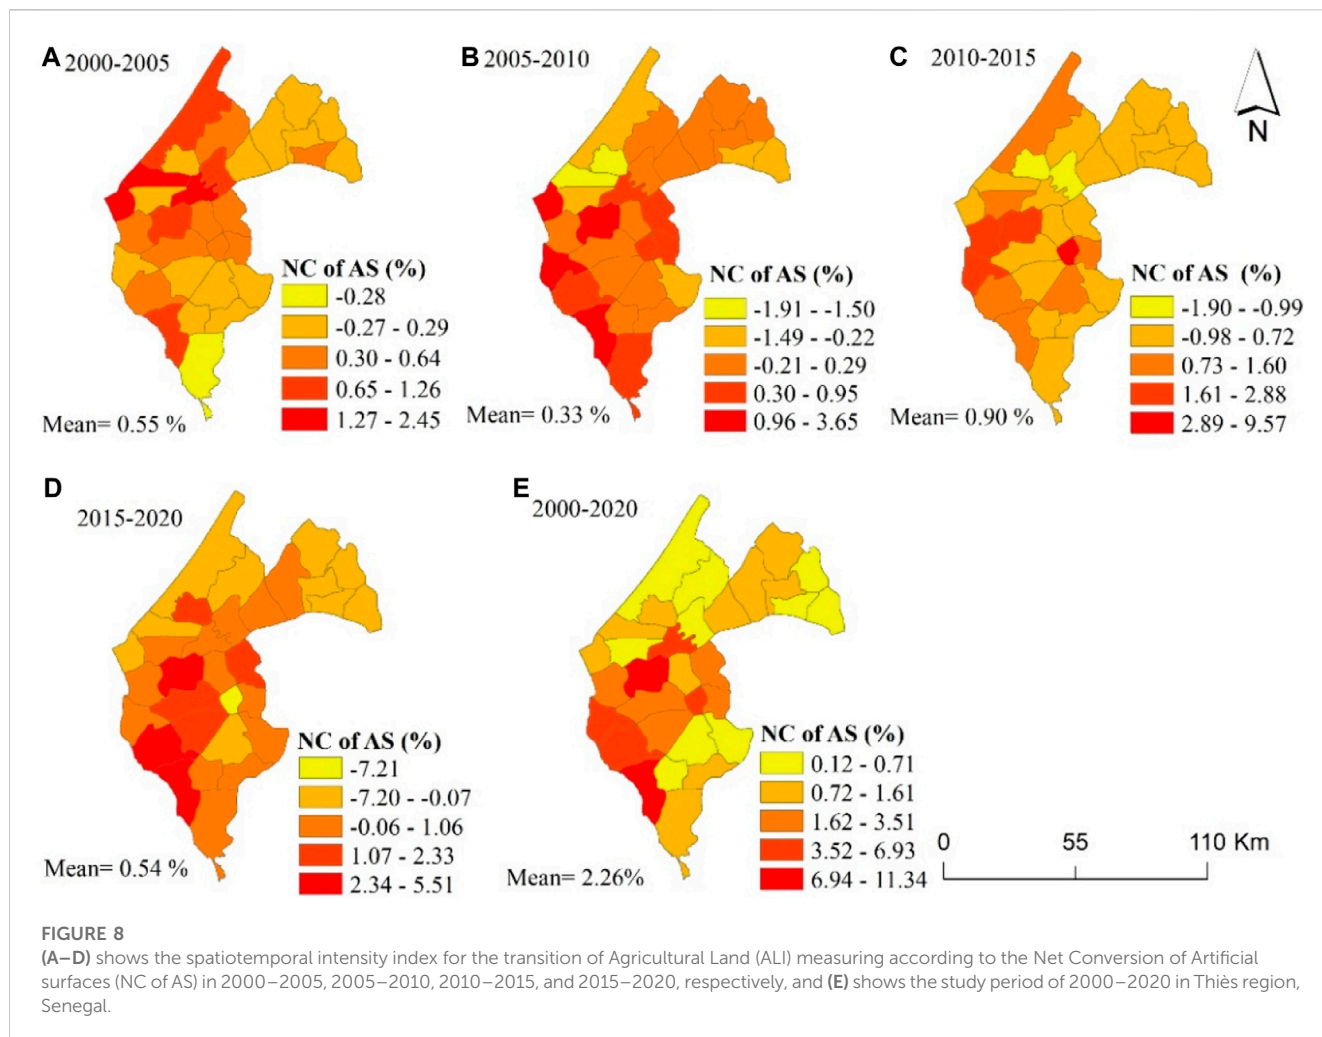 A 2000-2005
NC of AS (%)
-0.28
-0.27 - 0.29
0.30 - 0.64
0.65 - 1.26
1.27 - 2.45
Mean= 0.55 %
B 2005-2010
NC of AS (%)
-1.91 - -1.50
-1.49 - -0.22
-0.21 - 0.29
0.30 - 0.95
0.96 - 3.65
Mean= 0.33 %
C 2010-2015
N
NC of AS (%)
-1.90 - -0.99
-0.98 - 0.72
0.73 - 1.60
1.61 - 2.88
2.89 - 9.57
Mean= 0.90 %
D 2015-2020
NC of AS (%)
-7.21
-7.20 - -0.07
-0.06 - 1.06
1.07 - 2.33
2.34 - 5.51
Mean= 0.54 %
E 2000-2020
NC of AS (%)
0.12 - 0.71
0.72 - 1.61
1.62 - 3.51
3.52 - 6.93
6.94 - 11.34
Mean= 2.26%
0 55 110 Km
FIGURE 8
(A–D) shows the spatiotemporal intensity index for the transition of Agricultural Land (ALI) measuring according to the Net Conversion of Artificial
surfaces (NC of AS) in 2000–2005, 2005–2010, 2010–2015, and 2015–2020, respectively, and (E) shows the study period of 2000–2020 in Thiès region,
Senegal.